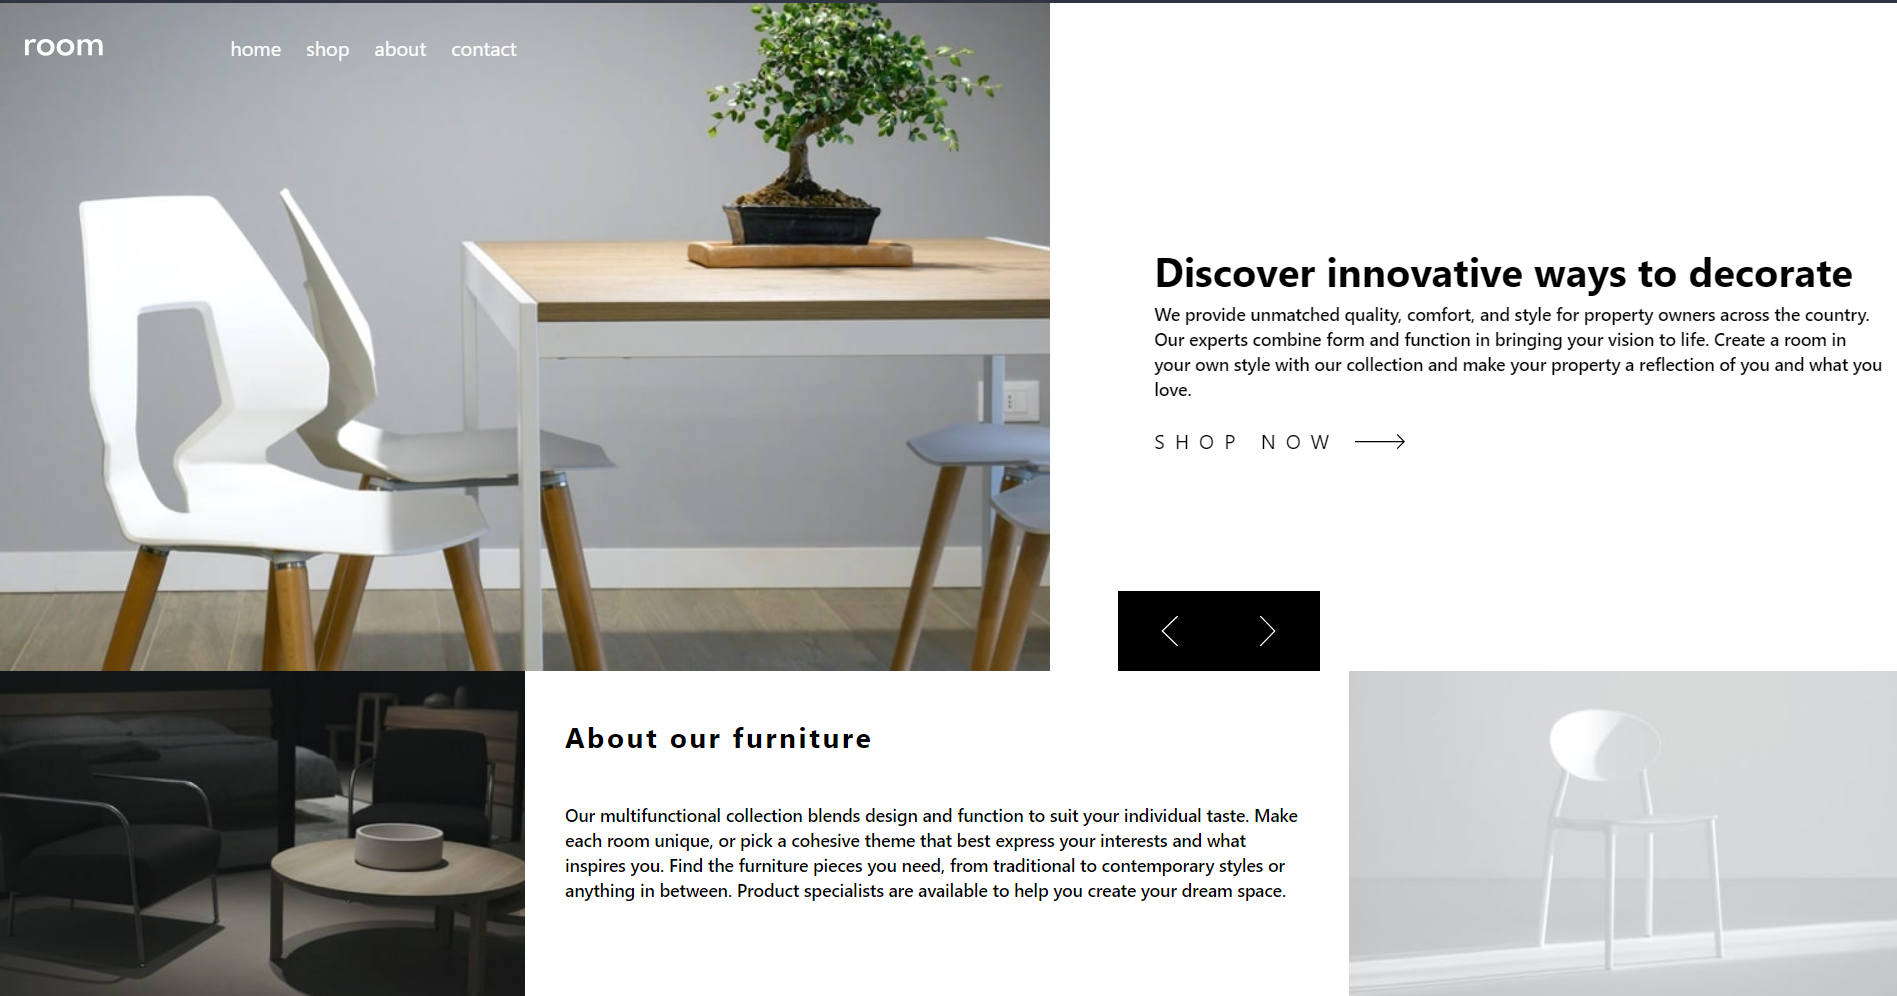 room
home shop about contact
Discover innovative ways to decorate
We provide unmatched quality, comfort, and style for property owners across the country.
Our experts combine form and function in bringing your vision to life. Create a room in
your own style with our collection and make your property a reflection of you and what you
love.
SHOP NOW
About our furniture
Our multifunctional collection blends design and function to suit your individual taste. Make
each room unique, or pick a cohesive theme that best express your interests and what
inspires you. Find the furniture pieces you need, from traditional to contemporary styles or
anything in between. Product specialists are available to help you create your dream space.